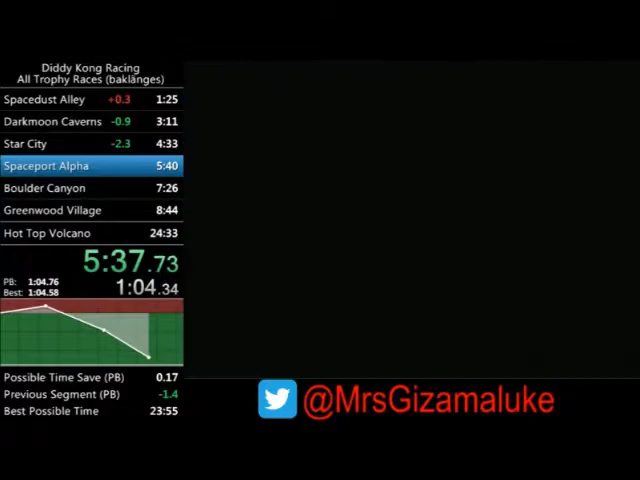 Diddy Kong Racing
All Trophy Races (baklänges)
Spacedust Alley +0.3 1:25
Darkmoon Caverns -0.9 3:11
Star City -2.3 4:33
Spaceport Alpha 5:40
Boulder Canyon 7:26
Greenwood Village 8:44
Hot Top Volcano 24:33
5:37.73
PB: 1:04.76
Best: 1:04.58
1:04.34
Possible Time Save (PB) 0.17
Previous Segment (PB) -1.4
Best Possible Time 23:55
@MrsGizamaluke